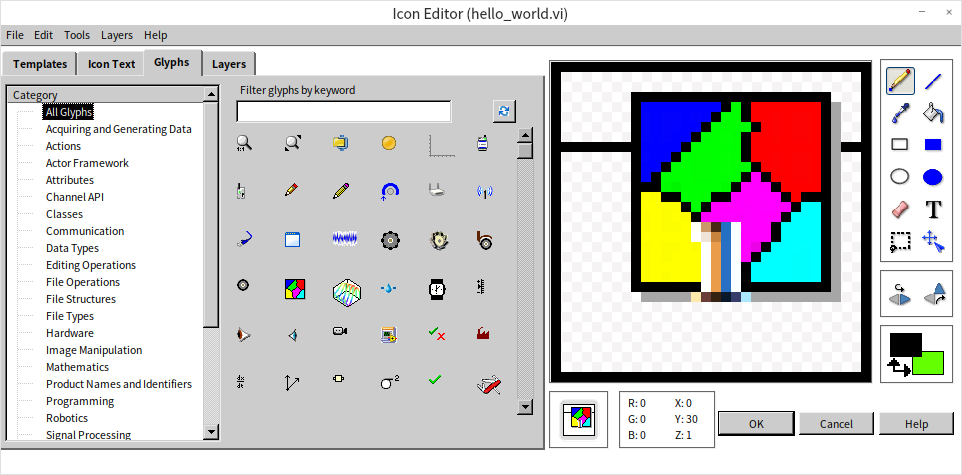 Icon Editor (hello_world.vi)
File Edit Tools Layers Help
Templates Icon Text Glyphs Layers
Category
All Glyphs
Acquiring and Generating Data
Actions
Actor Framework
Attributes
Channel API
Classes
Communication
Data Types
Editing Operations
File Operations
File Structures
File Types
Hardware
Image Manipulation
Mathematics
Product Names and Identifiers
Programming
Robotics
Signal Processing
Filter glyphs by keyword
1:1
σ²
T
R: 0 X: 0
G: 0 Y: 30
B: 0 Z: 1
OK Cancel Help